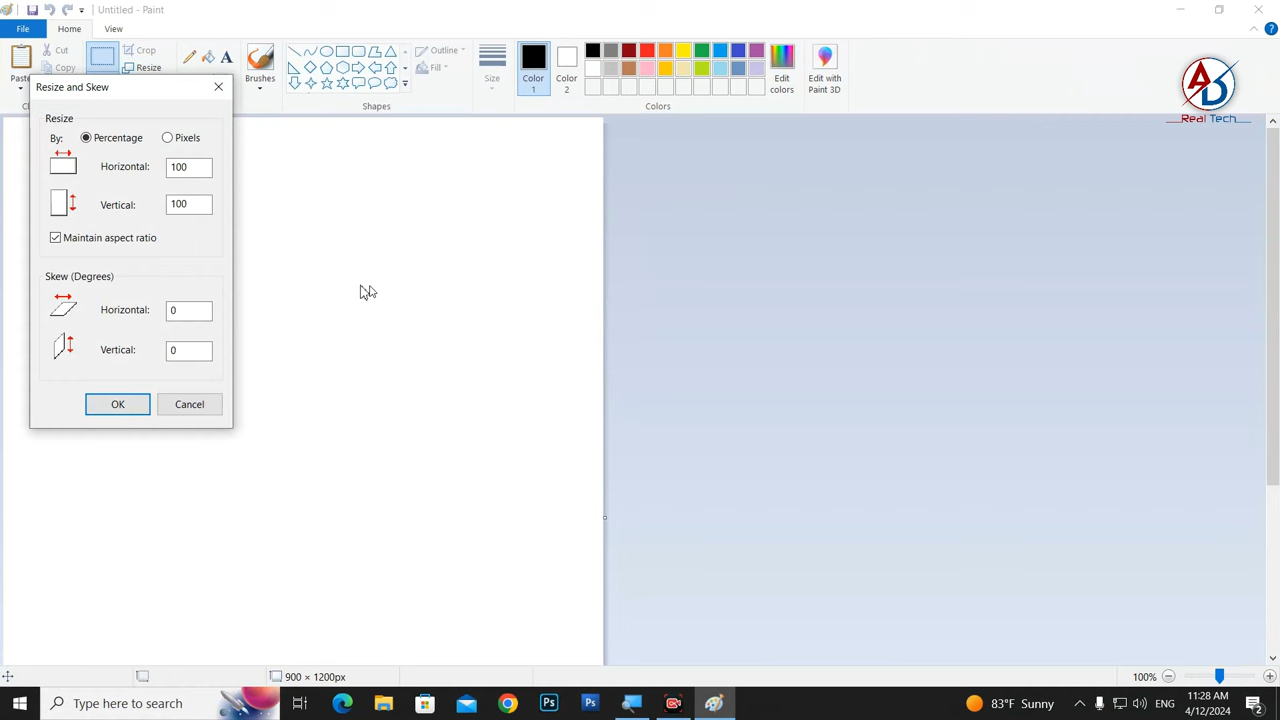 Untitled - Paint
File
Home
View
Cut
Copy
Paste
Crop
Resize
Brushes
Outline
Fill
Shapes
Size
Color 1
Color 2
Edit colors
Edit with Paint 3D
Colors
Real Tech
Resize and Skew
Resize
By:
Percentage
Pixels
Horizontal:
100
Vertical:
100
Maintain aspect ratio
Skew (Degrees)
Horizontal:
0
Vertical:
0
OK
Cancel
900 × 1200px
100%
Type here to search
83°F Sunny
ENG
11:28 AM
4/12/2024
2